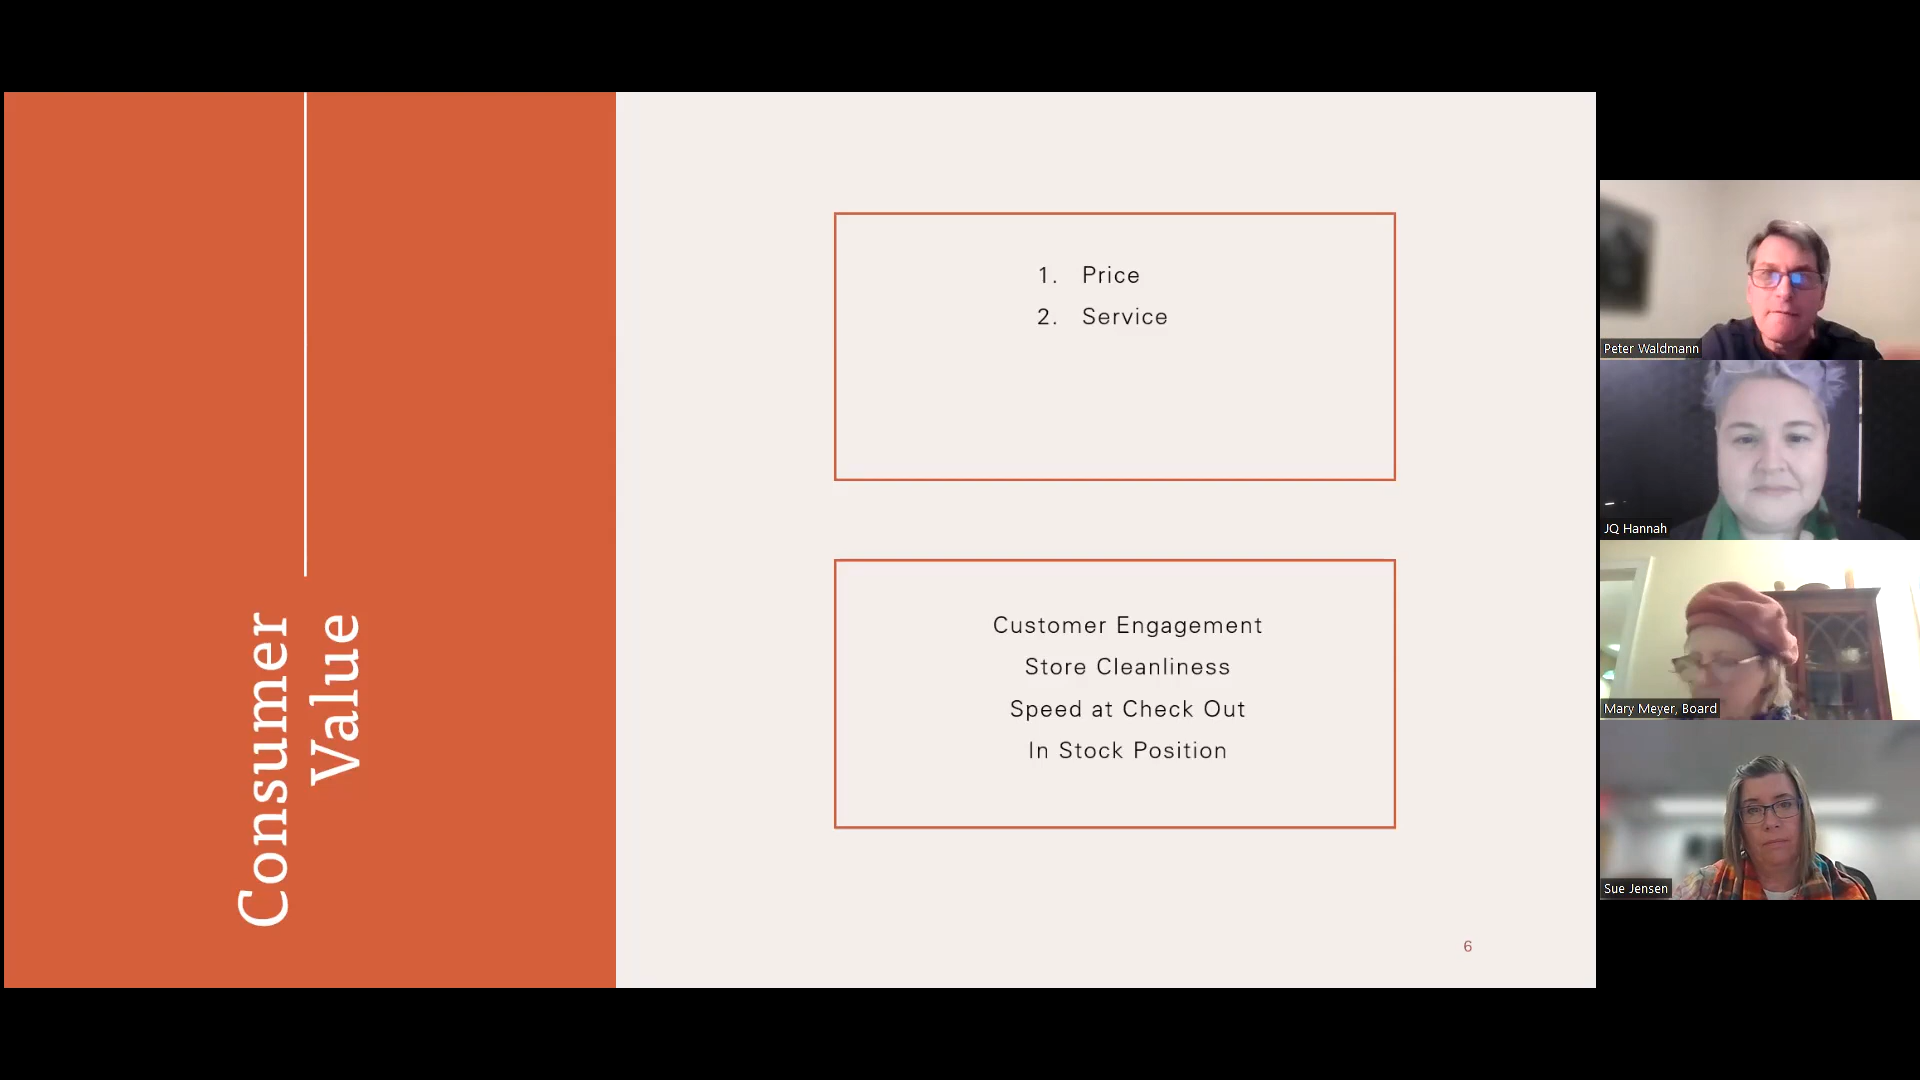 Consumer
Value
1. Price
2. Service
Customer Engagement
Store Cleanliness
Speed at Check Out
In Stock Position
6
Peter Waldmann
JQ Hannah
Mary Meyer, Board
Sue Jensen